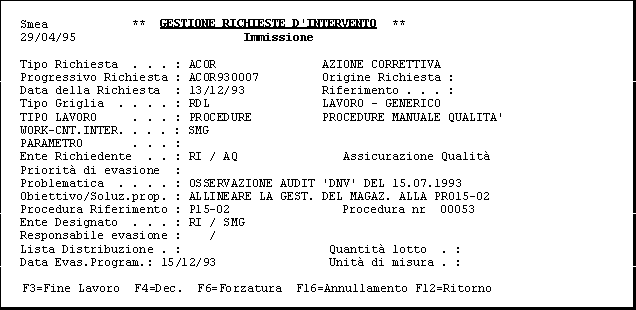 Smea ** GESTIONE RICHIESTE D'INTERVENTO **
29/04/95 Immissione
Tipo Richiesta . . . : ACOR AZIONE CORRETTIVA
Progressivo Richiesta : ACOR930007 Origine Richiesta :
Data della Richiesta : 13/12/93 Riferimento . . . :
Tipo Griglia . . . . : RDL LAVORO - GENERICO
TIPO LAVORO . . . . : PROCEDURE PROCEDURE MANUALE QUALITA'
WORK-CNT.INTER. . . . : SMG
PARAMETRO . . . :
Ente Richiedente . . : RI / AQ Assicurazione Qualità
Priorità di evasione :
Problematica . . . . : OSSERVAZIONE AUDIT 'DNV' DEL 15.07.1993
Obiettivo/Soluz.prop. : ALLINEARE LA GEST. DEL MAGAZ. ALLA PRO15-02
Procedura Riferimento : P15-02 Procedura nr 00053
Ente Designato . . . : RI / SMG
Responsabile evasione : /
Lista Distribuzione . : Quantità lotto . :
Data Evas.Program.: 15/12/93 Unità di misura . :
F3=Fine Lavoro F4=Dec. F6=Forzatura F16=Annullamento F12=Ritorno